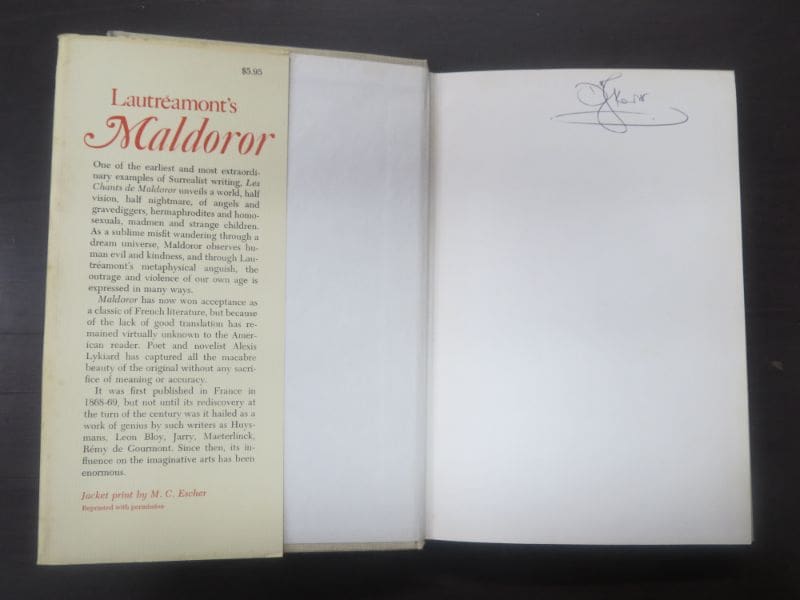 $5.95
Lautréamont's
Maldoror
One of the earliest and most extraordi-
nary examples of Surrealist writing, Les
Chants de Maldoror unveils a world, half
vision, half nightmare, of angels and
gravediggers, hermaphrodites and homo-
sexuals, madmen and strange children.
As a sublime misfit wandering through a
dream universe, Maldoror observes hu-
man evil and kindness, and through Lau-
tréamont's metaphysical anguish, the
outrage and violence of our own age is
expressed in many ways.
Maldoror has now won acceptance as
a classic of French literature, but because
of the lack of good translation has re-
mained virtually unknown to the Amer-
ican reader. Poet and novelist Alexis
Lykiard has captured all the macabre
beauty of the original without any sacri-
fice of meaning or accuracy.
It was first published in France in
1868-69, but not until its rediscovery at
the turn of the century was it hailed as a
work of genius by such writers as Huys-
mans, Leon Bloy, Jarry, Maeterlinck,
Rémy de Gourmont. Since then, its in-
fluence on the imaginative arts has been
enormous.
Jacket print by M. C. Escher
Reprinted with permission